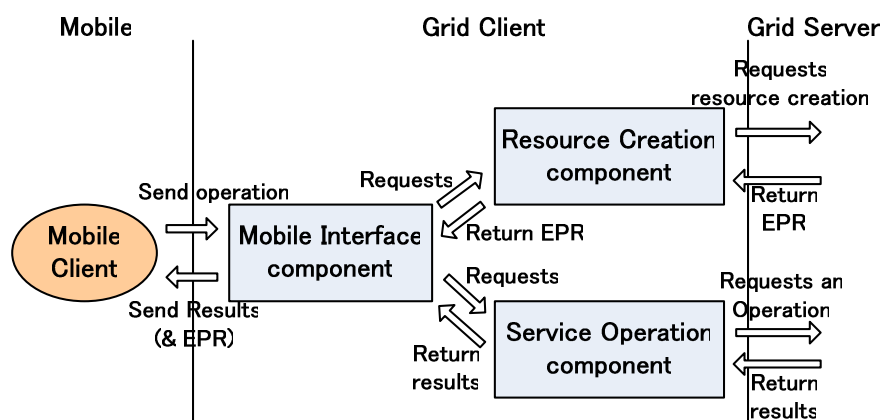 Mobile
Grid Client
Grid Server
Requests
resource creation
Resource Creation
component
Requests
Return
EPR
Return EPR
Send operation
Mobile
Client
Mobile Interface
component
Send Results
(& EPR)
Requests
Requests an
Operation
Service Operation
component
Return
results
Return
results